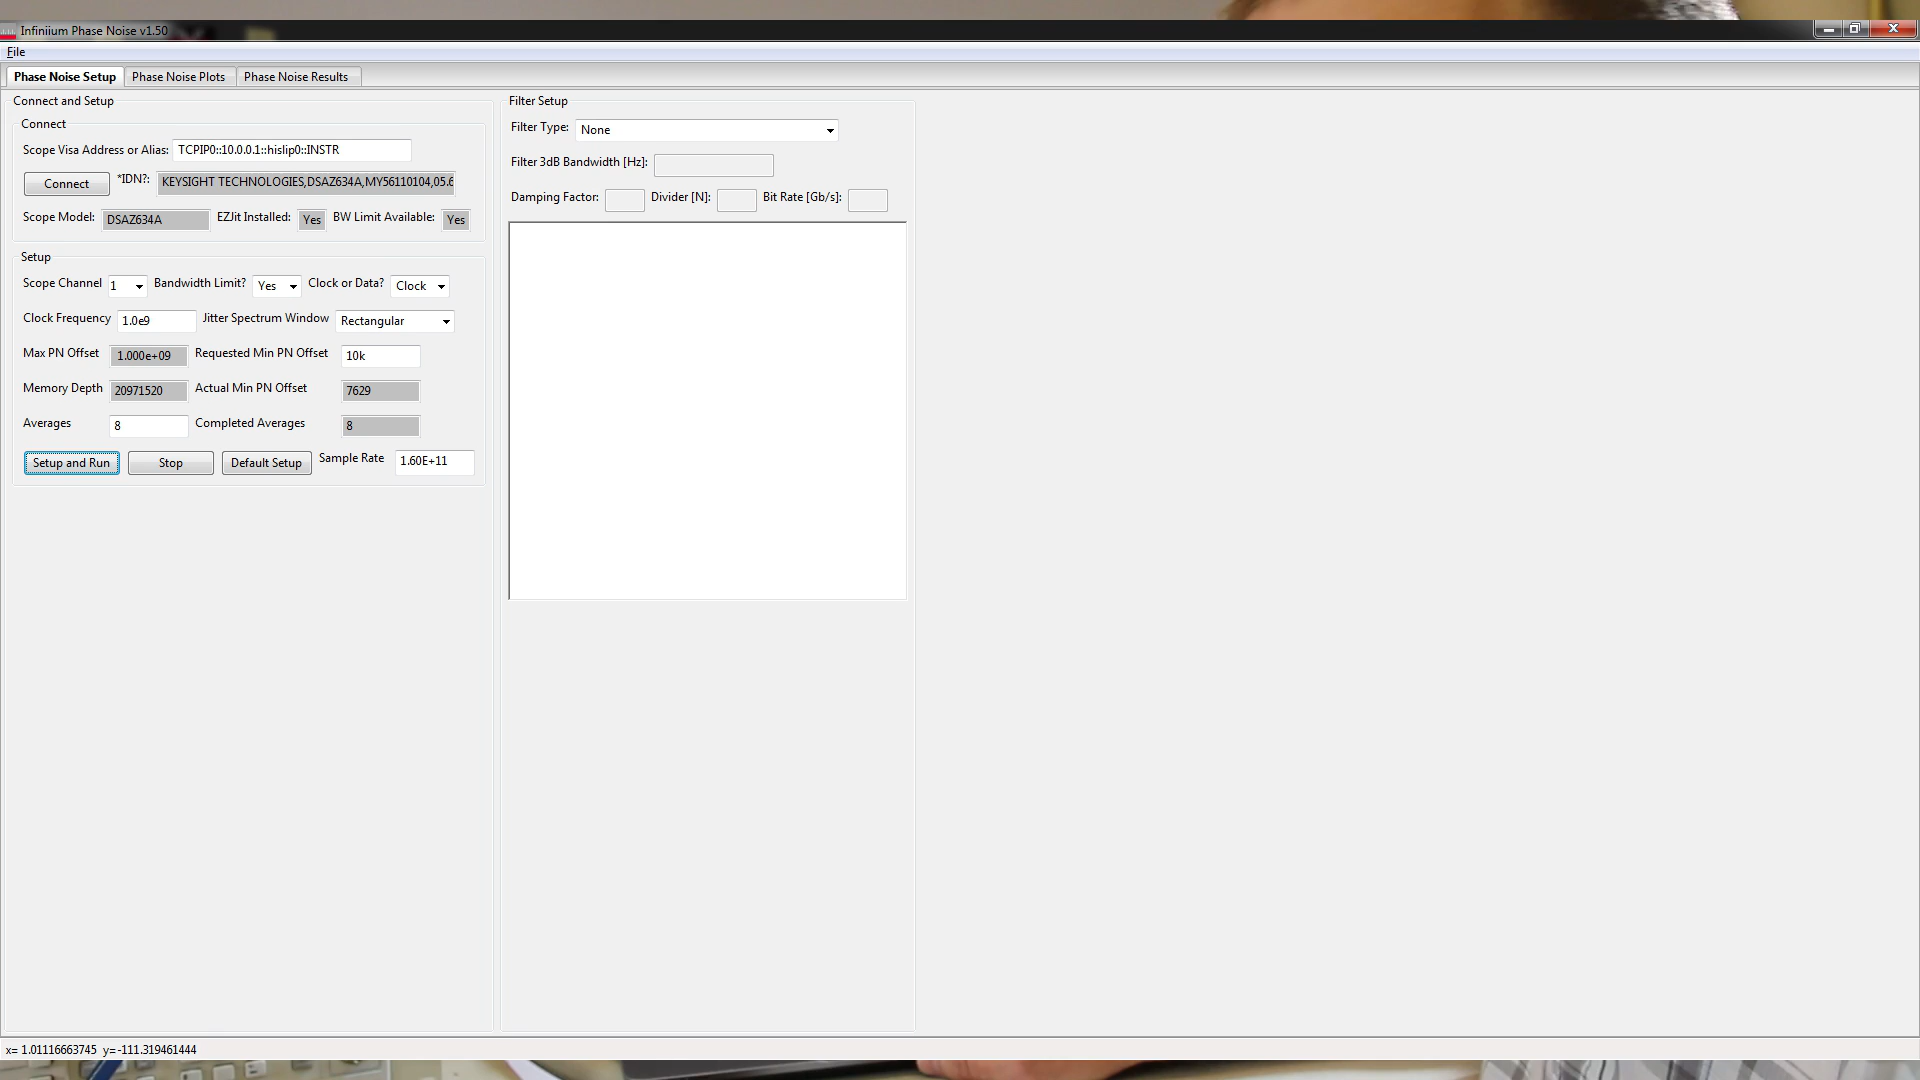 Infiniium Phase Noise v1.50
File
Phase Noise Setup Phase Noise Plots Phase Noise Results
Connect and Setup
Connect
Scope Visa Address or Alias: TCPIP0::10.0.0.1::hislip0::INSTR
Connect *IDN?: KEYSIGHT TECHNOLOGIES,DSAZ634A,MY56110104,05.6
Scope Model: DSAZ634A EZJit Installed: Yes BW Limit Available: Yes
Setup
Scope Channel 1 Bandwidth Limit? Yes Clock or Data? Clock
Clock Frequency 1.0e9 Jitter Spectrum Window Rectangular
Max PN Offset 1.000e+09 Requested Min PN Offset 10k
Memory Depth 20971520 Actual Min PN Offset 7629
Averages 8 Completed Averages 8
Setup and Run Stop Default Setup Sample Rate 1.60E+11
Filter Setup
Filter Type: None
Filter 3dB Bandwidth [Hz]:
Damping Factor: Divider [N]: Bit Rate [Gb/s]:
x= 1.01116663745 y=-111.319461444